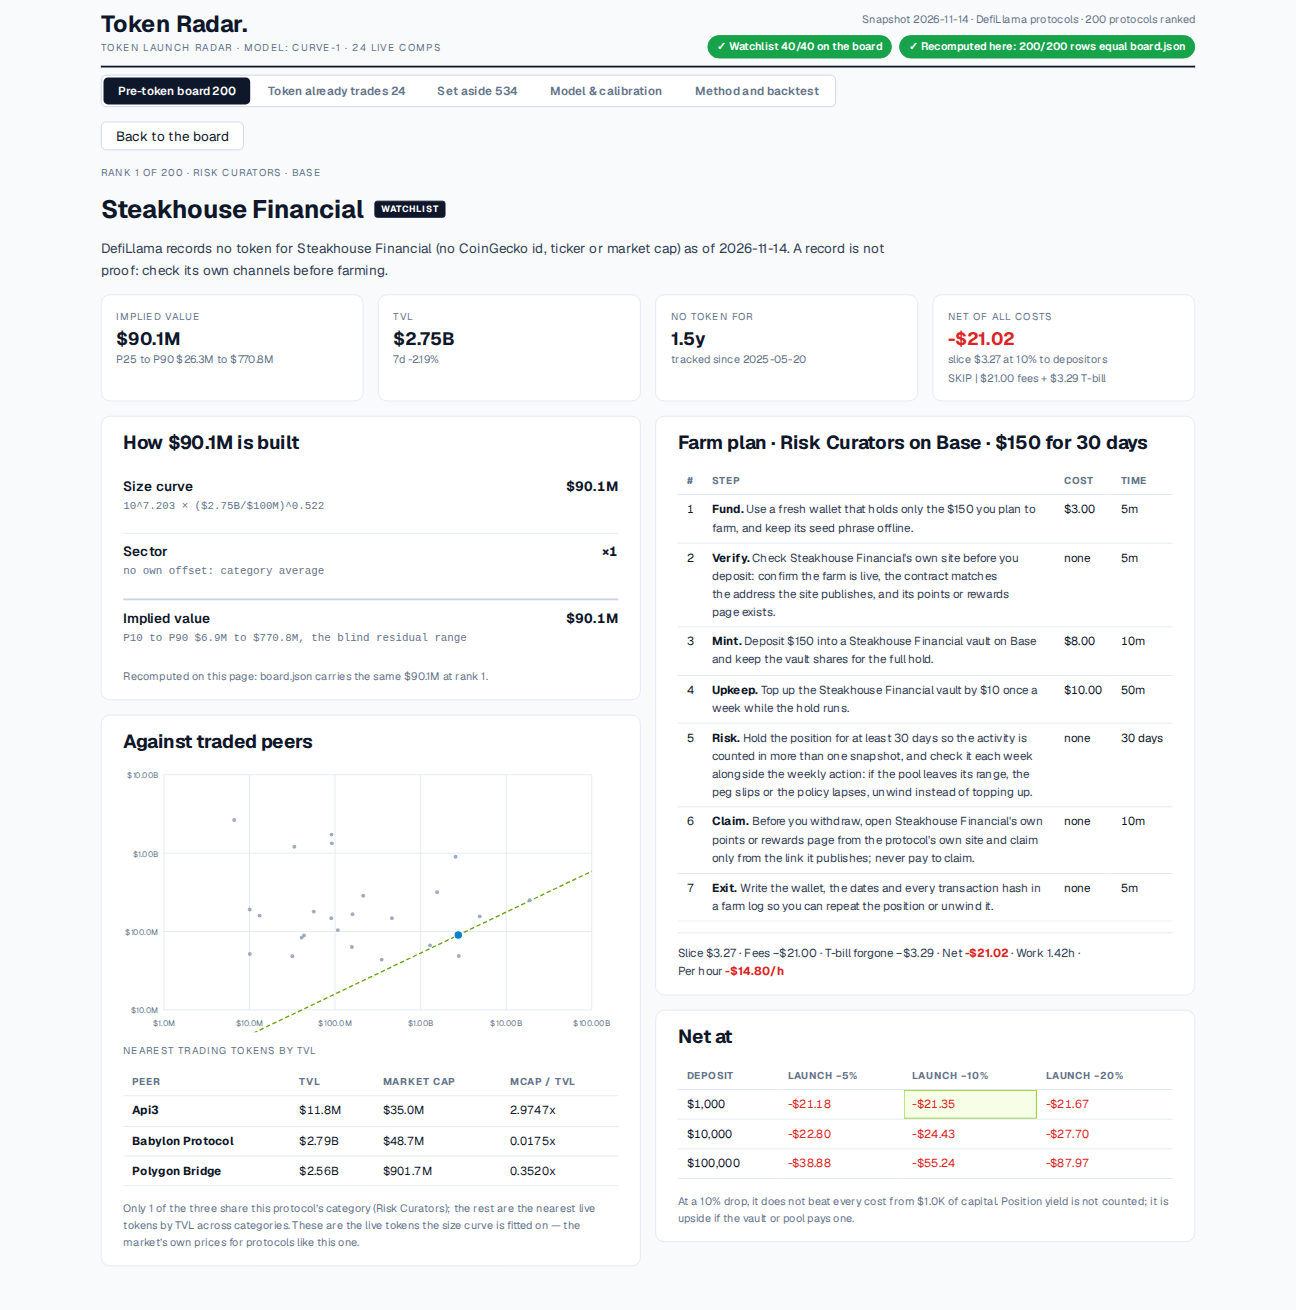 Token Radar.
TOKEN LAUNCH RADAR · MODEL: CURVE-1 · 24 LIVE COMPS
Snapshot 2026-11-14 · DefiLlama protocols · 200 protocols ranked
✓ Watchlist 40/40 on the board
✓ Recomputed here: 200/200 rows equal board.json
Pre-token board 200
Token already trades 24
Set aside 534
Model & calibration
Method and backtest
Back to the board
RANK 1 OF 200 · RISK CURATORS · BASE
Steakhouse Financial
WATCHLIST
DefiLlama records no token for Steakhouse Financial (no CoinGecko id, ticker or market cap) as of 2026-11-14. A record is not
proof: check its own channels before farming.
IMPLIED VALUE
$90.1M
P25 to P90 $26.3M to $770.8M
TVL
$2.75B
7d -2.19%
NO TOKEN FOR
1.5y
tracked since 2025-05-20
NET OF ALL COSTS
-$21.02
slice $3.27 at 10% to depositors
SKIP | $21.00 fees + $3.29 T-bill
How $90.1M is built
Size curve $90.1M
10^7.203 × ($2.75B/$100M)^0.522
Sector ×1
no own offset: category average
Implied value $90.1M
P10 to P90 $6.9M to $770.8M, the blind residual range
Recomputed on this page: board.json carries the same $90.1M at rank 1.
Against traded peers
$10.00B
$1.00B
$100.0M
$10.0M
$1.0M $10.0M $100.0M $1.00B $10.00B $100.00B
NEAREST TRADING TOKENS BY TVL
PEER TVL MARKET CAP MCAP / TVL
Api3 $11.8M $35.0M 2.9747x
Babylon Protocol $2.79B $48.7M 0.0175x
Polygon Bridge $2.56B $901.7M 0.3520x
Only 1 of the three share this protocol's category (Risk Curators); the rest are the nearest live
tokens by TVL across categories. These are the live tokens the size curve is fitted on — the
market's own prices for protocols like this one.
Farm plan · Risk Curators on Base · $150 for 30 days
# STEP COST TIME
1 Fund. Use a fresh wallet that holds only the $150 you plan to $3.00 5m
farm, and keep its seed phrase offline.
2 Verify. Check Steakhouse Financial's own site before you none 5m
deposit: confirm the farm is live, the contract matches
the address the site publishes, and its points or rewards
page exists.
3 Mint. Deposit $150 into a Steakhouse Financial vault on Base $8.00 10m
and keep the vault shares for the full hold.
4 Upkeep. Top up the Steakhouse Financial vault by $10 once a $10.00 50m
week while the hold runs.
5 Risk. Hold the position for at least 30 days so the activity is none 30 days
counted in more than one snapshot, and check it each week
alongside the weekly action: if the pool leaves its range, the
peg slips or the policy lapses, unwind instead of topping up.
6 Claim. Before you withdraw, open Steakhouse Financial's own none 10m
points or rewards page from the protocol's own site and claim
only from the link it publishes; never pay to claim.
7 Exit. Write the wallet, the dates and every transaction hash in none 5m
a farm log so you can repeat the position or unwind it.
Slice $3.27 · Fees −$21.00 · T-bill forgone −$3.29 · Net -$21.02 · Work 1.42h ·
Per hour -$14.80/h
Net at
DEPOSIT LAUNCH −5% LAUNCH −10% LAUNCH −20%
$1,000 -$21.18 -$21.35 -$21.67
$10,000 -$22.80 -$24.43 -$27.70
$100,000 -$38.88 -$55.24 -$87.97
At a 10% drop, it does not beat every cost from $1.0K of capital. Position yield is not counted; it is
upside if the vault or pool pays one.